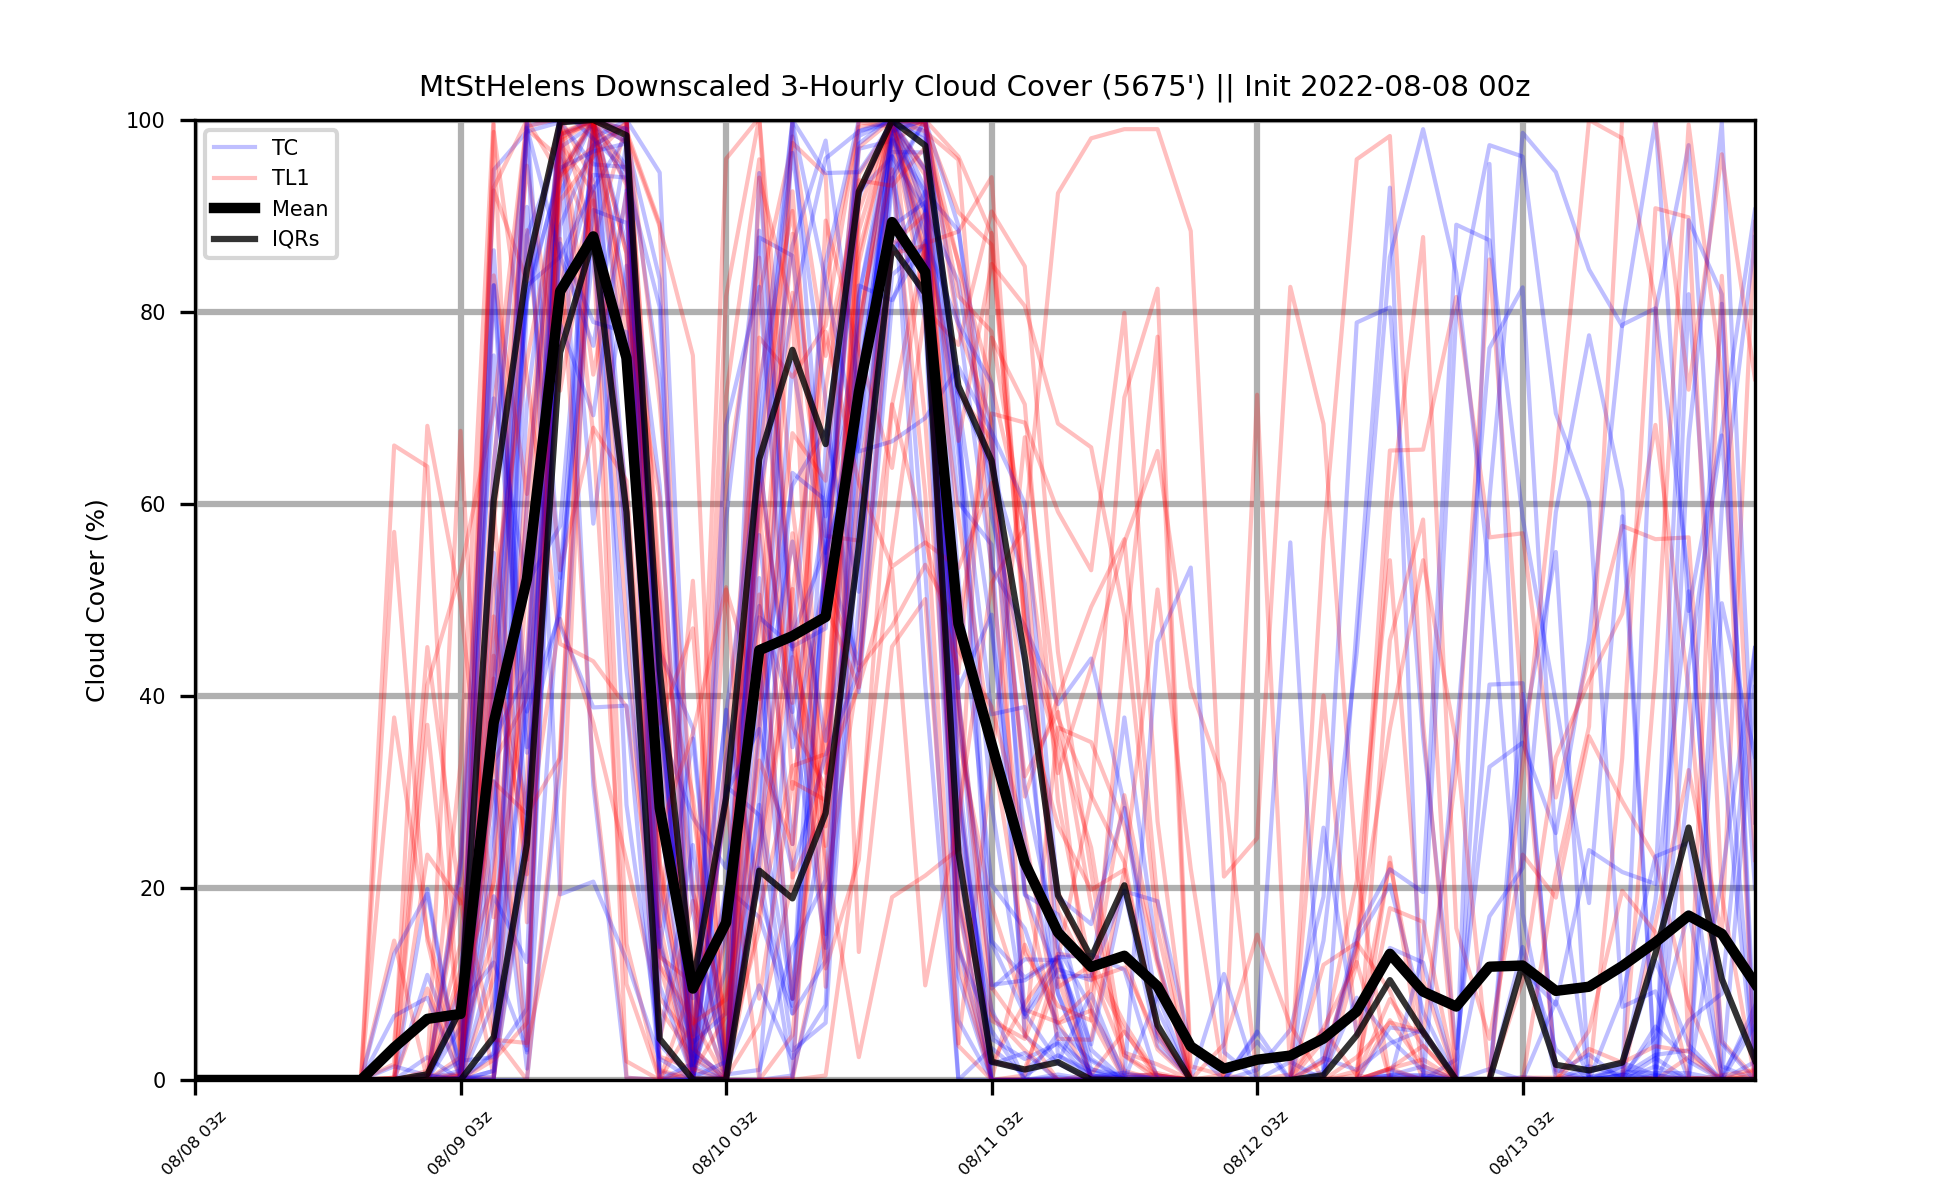 MtStHelens Downscaled 3-Hourly Cloud Cover (5675') || Init 2022-08-08 00z
TC
TL1
Mean
IQRs
Cloud Cover (%)
100
80
60
40
20
0
08/08 03z
08/09 03z
08/10 03z
08/11 03z
08/12 03z
08/13 03z